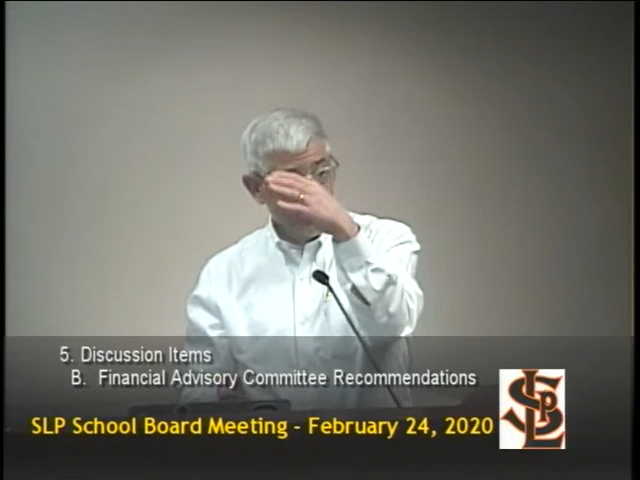 5. Discussion Items
B. Financial Advisory Committee Recommendations
SLP School Board Meeting - February 24, 2020
SLP